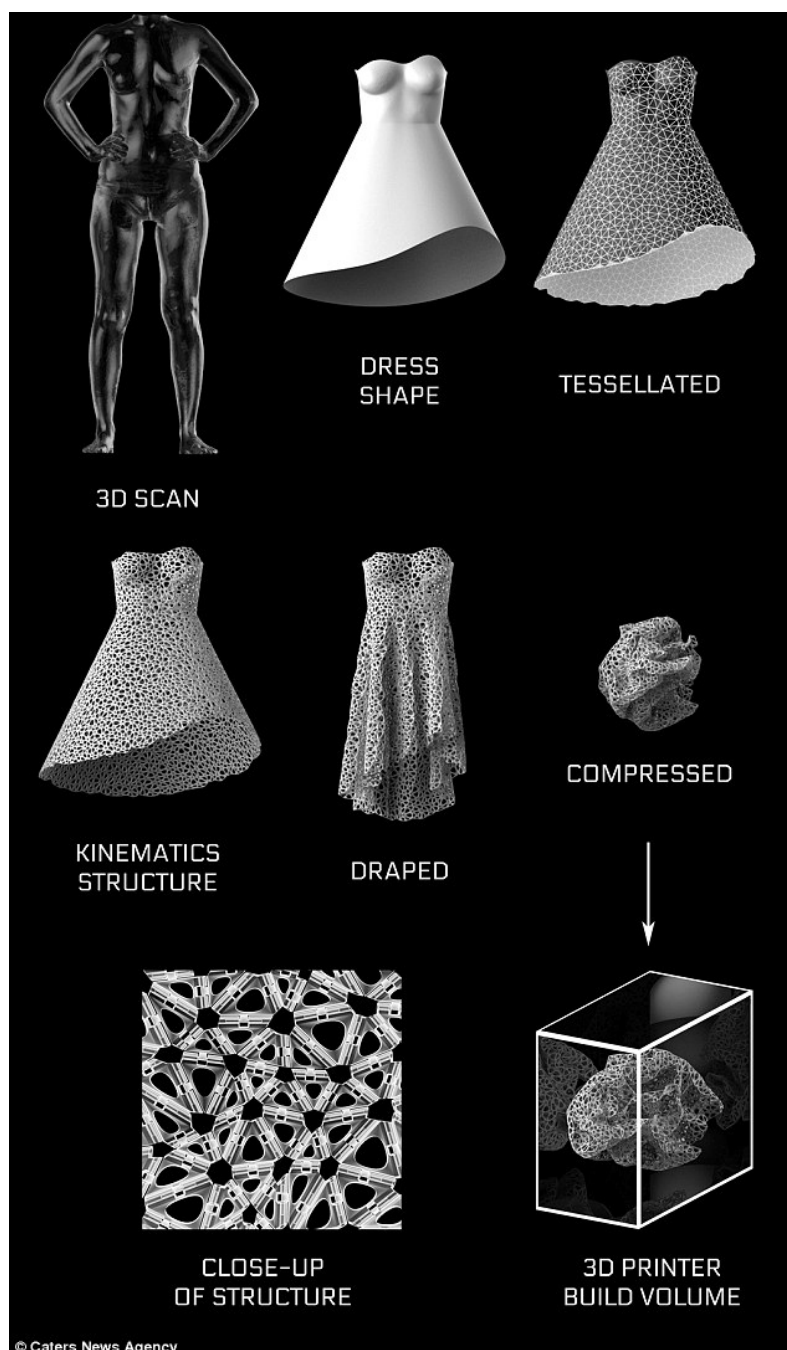 DRESS
SHAPE
TESSELLATED
3D SCAN
KINEMATICS
STRUCTURE
DRAPED
COMPRESSED
CLOSE-UP
OF STRUCTURE
3D PRINTER
BUILD VOLUME
© Caters News Agency